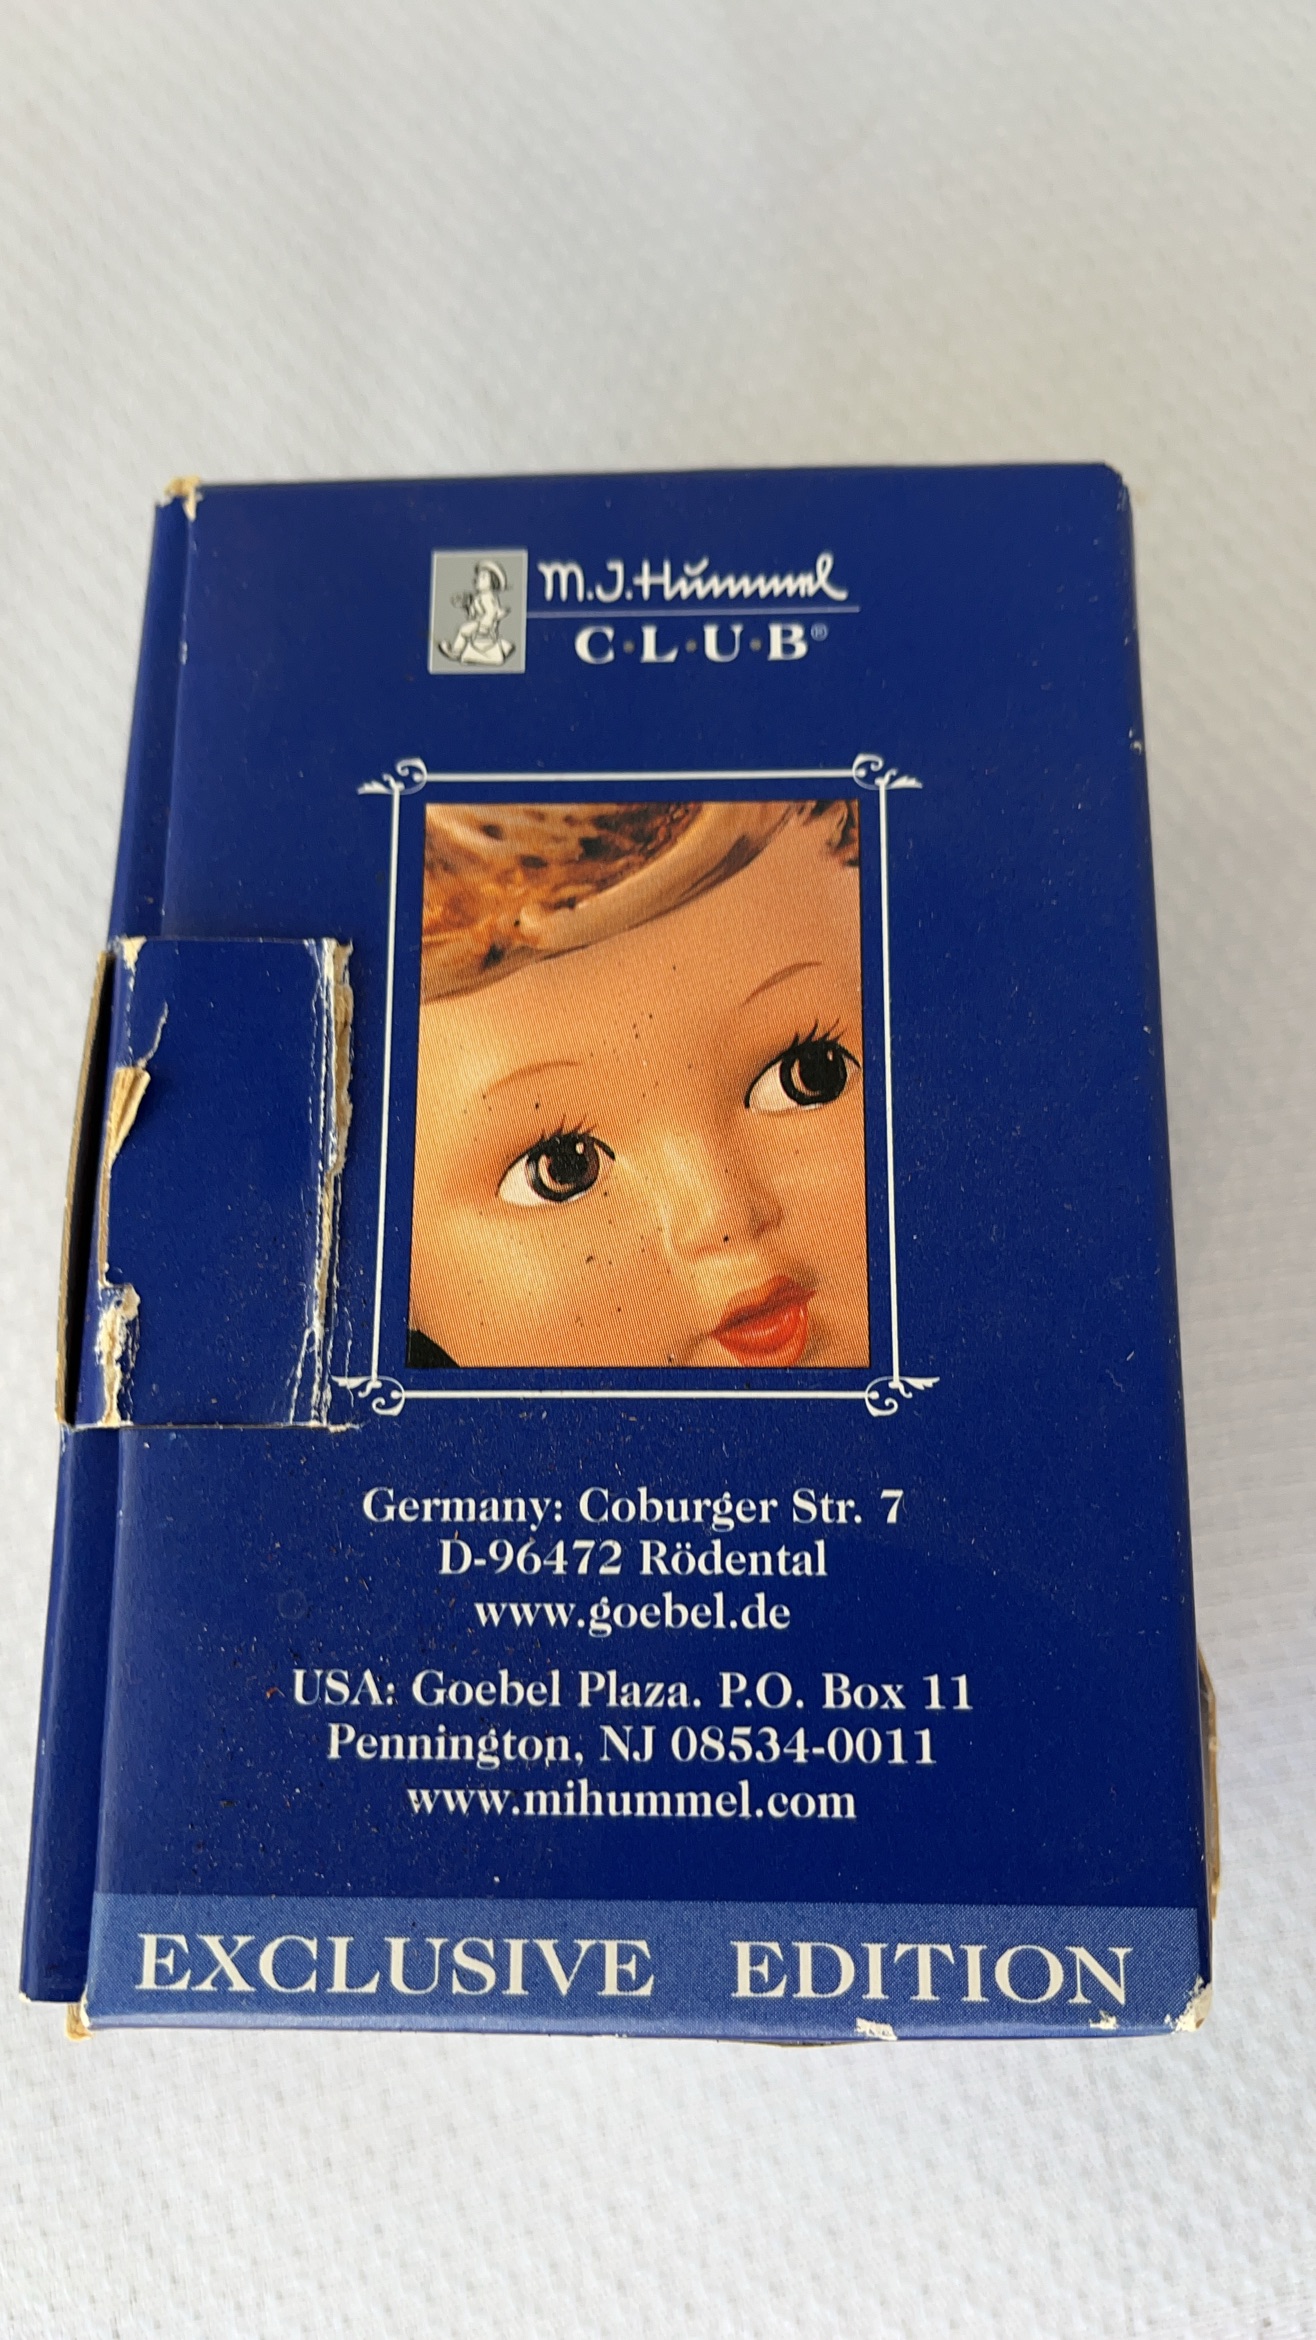 M.J.Hummel
C·L·U·B®
Germany: Coburger Str. 7
D-96472 Rödental
www.goebel.de
USA: Goebel Plaza. P.O. Box 11
Pennington, NJ 08534-0011
www.mihummel.com
EXCLUSIVE EDITION